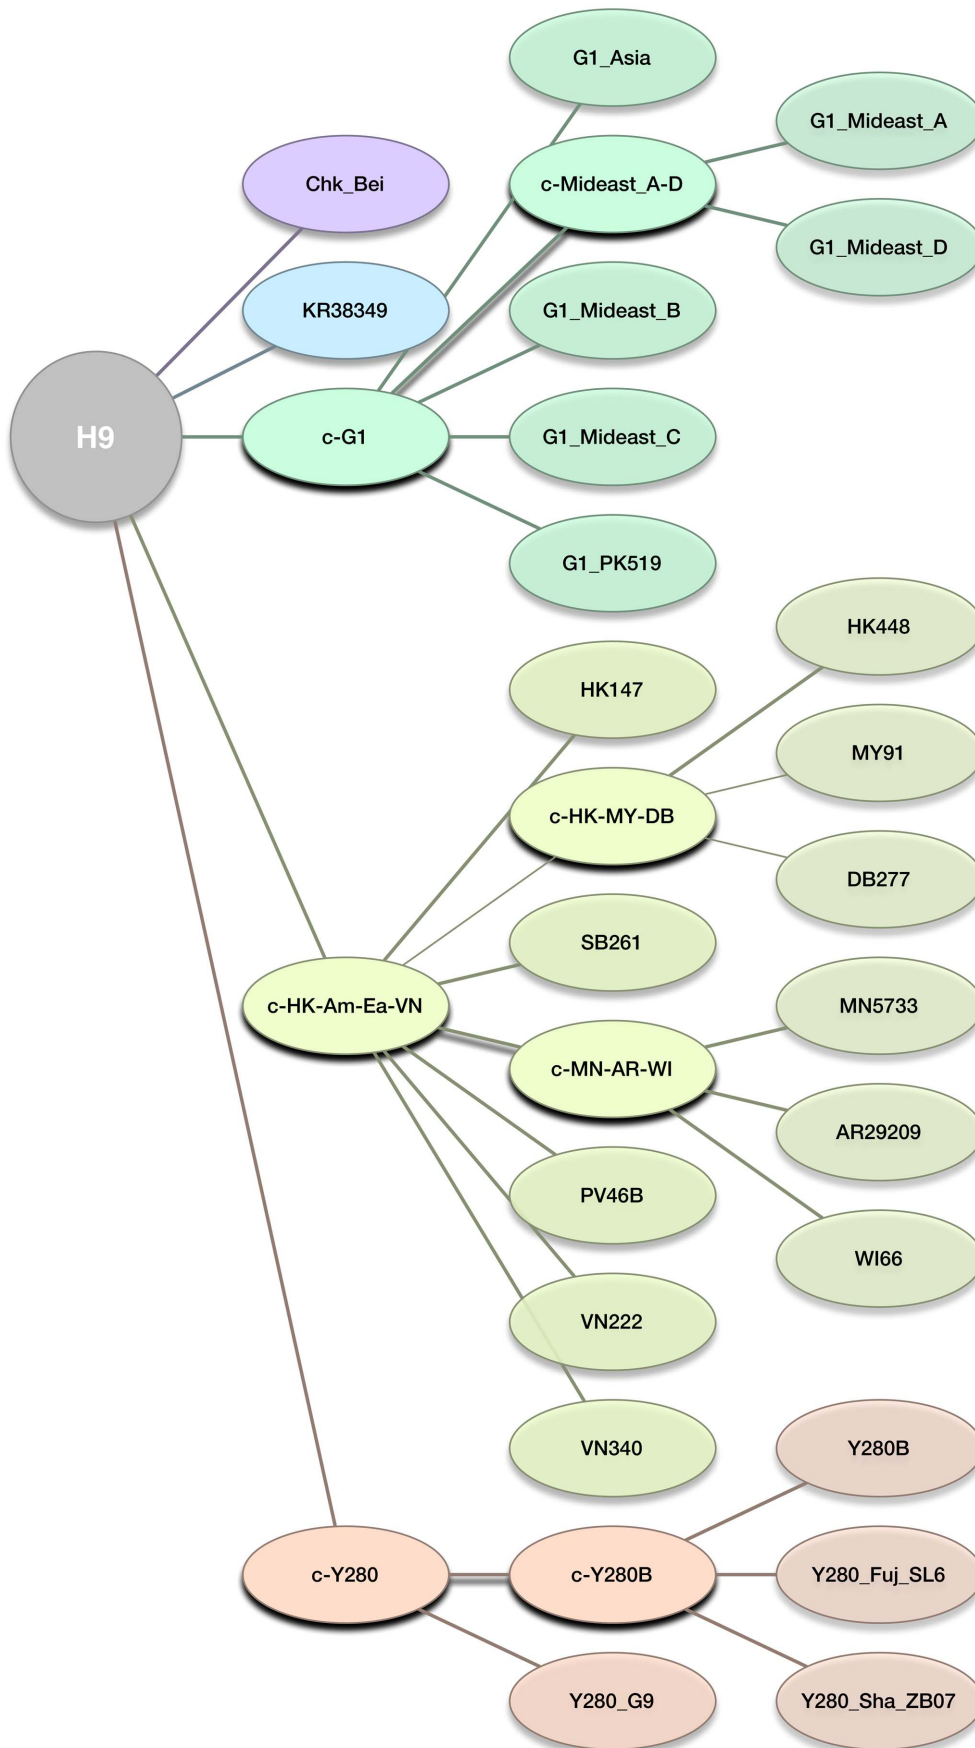 H9
Chk_Bei
KR38349
c-G1
G1_Asia
c-Mideast_A-D
G1_Mideast_A
G1_Mideast_D
G1_Mideast_B
G1_Mideast_C
G1_PK519
c-HK-Am-Ea-VN
HK147
c-HK-MY-DB
HK448
MY91
DB277
SB261
c-MN-AR-WI
MN5733
AR29209
WI66
PV46B
VN222
VN340
c-Y280
c-Y280B
Y280B
Y280_Fuj_SL6
Y280_Sha_ZB07
Y280_G9